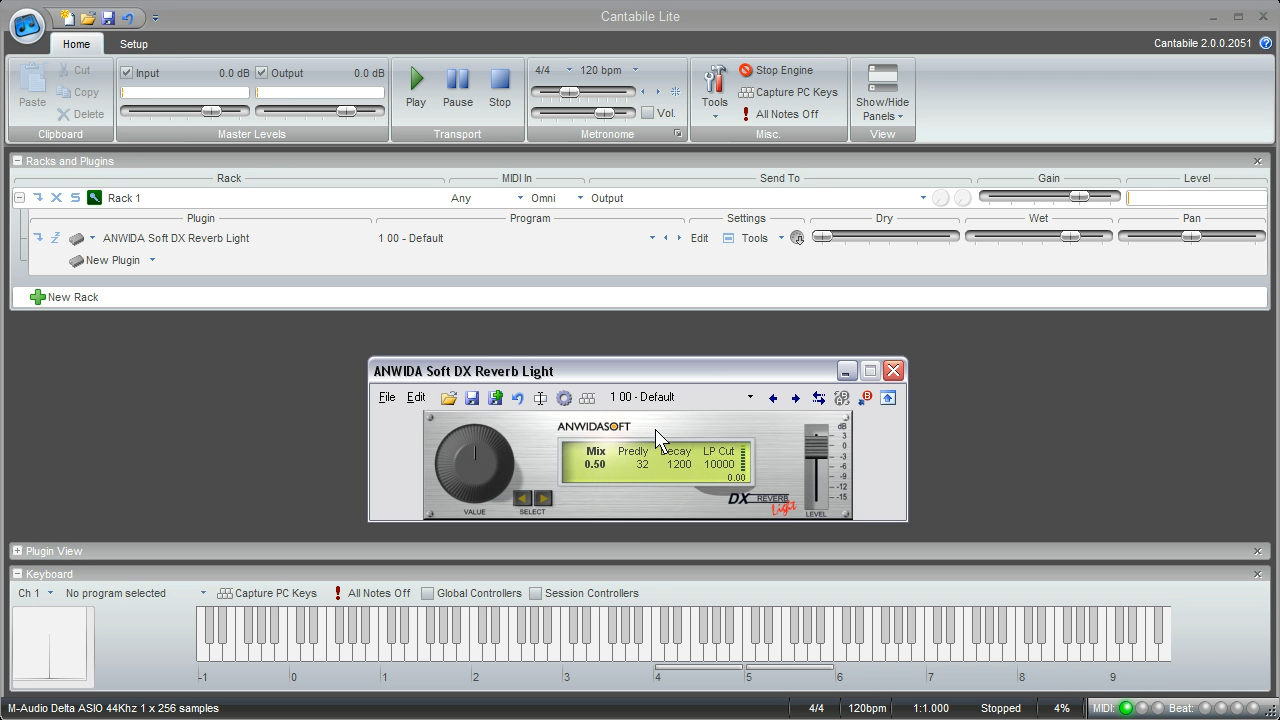 Cantabile Lite
Home Setup Cantabile 2.0.0.2051
Paste Cut Copy Delete Clipboard
Input 0.0 dB Output 0.0 dB Master Levels
Play Pause Stop Transport
4/4 120 bpm Vol. Metronome
Tools Stop Engine Capture PC Keys All Notes Off Misc.
Show/Hide Panels View
Racks and Plugins
Rack MIDI In Send To Gain Level
Rack 1 Any Omni Output
Plugin Program Settings Dry Wet Pan
ANWIDA Soft DX Reverb Light 1 00 - Default Edit Tools
New Plugin
New Rack
ANWIDA Soft DX Reverb Light
File Edit 1 00 - Default
ANWIDASOFT
Mix Predly Decay LP Cut
0.50 32 1200 10000
0.00
DX REVERB Light
VALUE SELECT LEVEL
dB
3
0
-3
-6
-9
-12
-15
Plugin View
Keyboard
Ch 1 No program selected Capture PC Keys All Notes Off Global Controllers Session Controllers
-1 0 1 2 3 4 5 6 7 8 9
M-Audio Delta ASIO 44Khz 1 x 256 samples 4/4 120bpm 1:1.000 Stopped 4% MIDI: Beat: